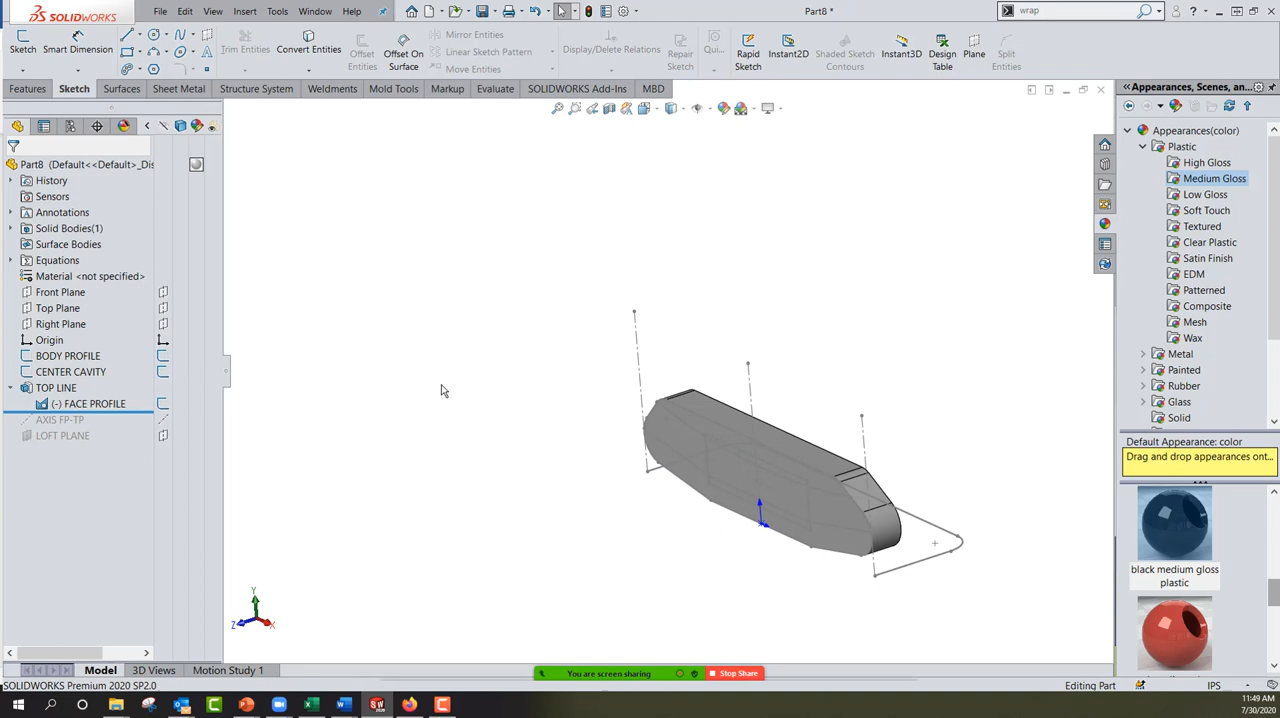 SOLIDWORKS
File Edit View Insert Tools Window Help
Part8 *
wrap
Sketch
Smart Dimension
Trim Entities
Convert Entities
Offset Entities
Offset On Surface
Mirror Entities
Linear Sketch Pattern
Move Entities
Display/Delete Relations
Repair Sketch
Qui...
Rapid Sketch
Instant2D
Shaded Sketch Contours
Instant3D
Design Table
Plane
Split Entities
Features Sketch Surfaces Sheet Metal Structure System Weldments Mold Tools Markup Evaluate SOLIDWORKS Add-Ins MBD
Part8 (Default<<Default>_Dis
History
Sensors
Annotations
Solid Bodies(1)
Surface Bodies
Equations
Material <not specified>
Front Plane
Top Plane
Right Plane
Origin
BODY PROFILE
CENTER CAVITY
TOP LINE
(-) FACE PROFILE
AXIS FP-TP
LOFT PLANE
Y
Z
X
Appearances, Scenes, an...
Appearances(color)
Plastic
High Gloss
Medium Gloss
Low Gloss
Soft Touch
Textured
Clear Plastic
Satin Finish
EDM
Patterned
Composite
Mesh
Wax
Metal
Painted
Rubber
Glass
Solid
Default Appearance: color
Drag and drop appearances ont...
black medium gloss
plastic
Model 3D Views Motion Study 1
You are screen sharing Stop Share
SOLIDWORKS Premium 2020 SP2.0
Editing Part
IPS
11:49 AM
7/30/2020